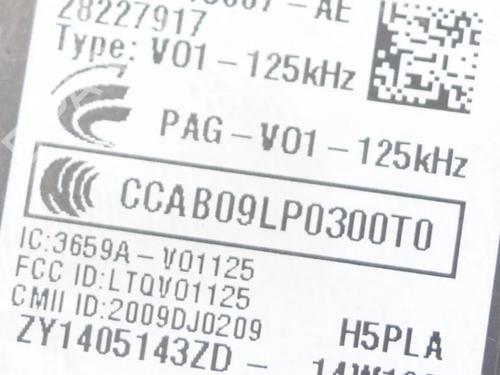 -AE
28227917
Type: V01-125kHz
PAG-V01-125kHz
CCAB09LP0300T0
IC:3659A-V01125
FCC ID:LTQV01125
CMII ID:2009DJ0209
H5PLA
ZY1405143ZD-